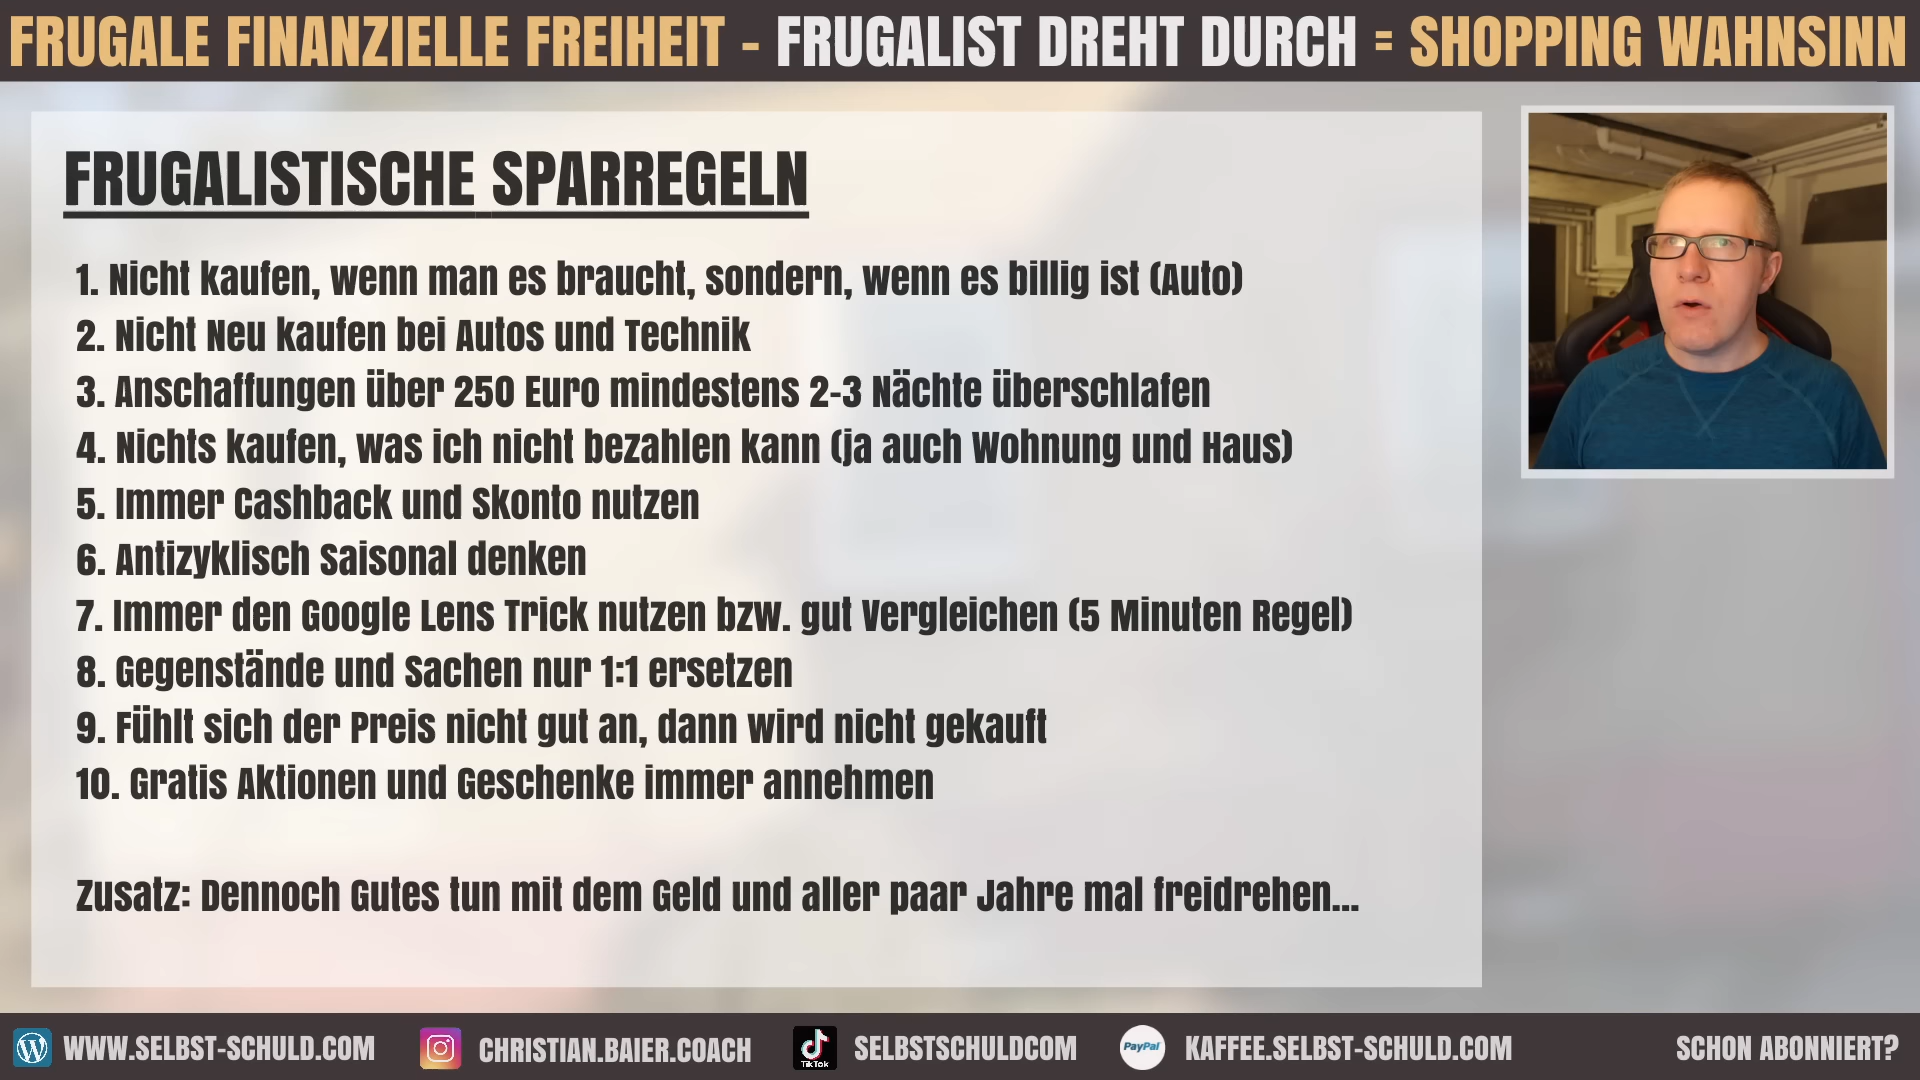 FRUGALE FINANZIELLE FREIHEIT - FRUGALIST DREHT DURCH = SHOPPING WAHNSINN
FRUGALISTISCHE SPARREGELN
1. Nicht kaufen, wenn man es braucht, sondern, wenn es billig ist (Auto)
2. Nicht Neu kaufen bei Autos und Technik
3. Anschaffungen über 250 Euro mindestens 2-3 Nächte überschlafen
4. Nichts kaufen, was ich nicht bezahlen kann (ja auch Wohnung und Haus)
5. Immer Cashback und Skonto nutzen
6. Antizyklisch Saisonal denken
7. Immer den Google Lens Trick nutzen bzw. gut Vergleichen (5 Minuten Regel)
8. Gegenstände und Sachen nur 1:1 ersetzen
9. Fühlt sich der Preis nicht gut an, dann wird nicht gekauft
10. Gratis Aktionen und Geschenke immer annehmen
Zusatz: Dennoch Gutes tun mit dem Geld und aller paar Jahre mal freidrehen...
WWW.SELBST-SCHULD.COM
CHRISTIAN.BAIER.COACH
TikTok
SELBSTSCHULDCOM
PayPal
KAFFEE.SELBST-SCHULD.COM
SCHON ABONNIERT?